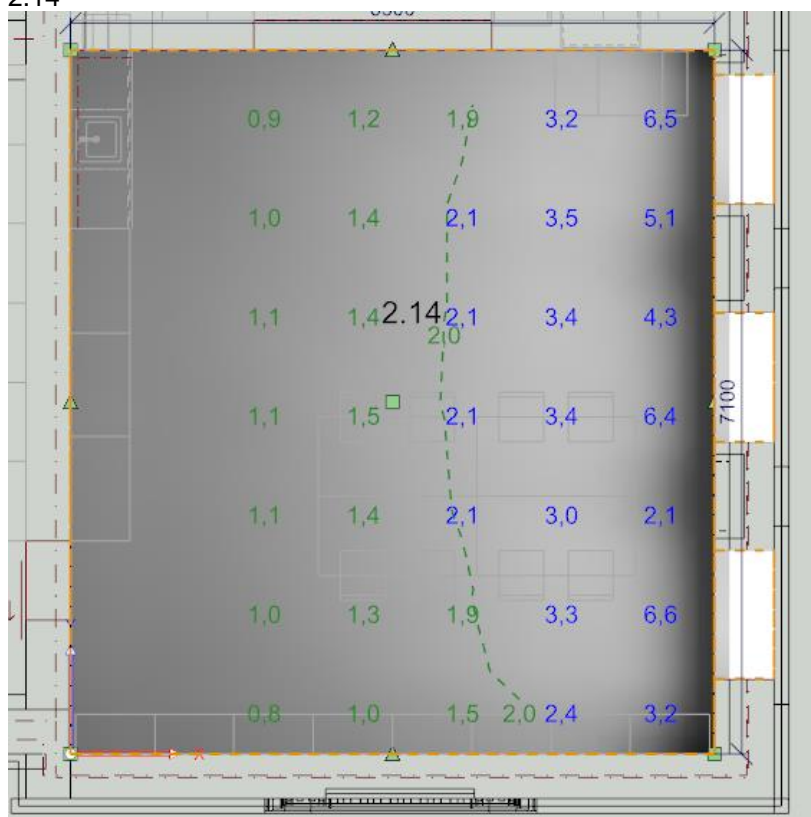 2.14
0,9 1,2 1,9 3,2 6,5
1,0 1,4 2,1 3,5 5,1
1,1 1,4 2.14 2,1 3,4 4,3
2,0
1,1 1,5 2,1 3,4 6,4
7100
1,1 1,4 2,1 3,0 2,1
1,0 1,3 1,9 3,3 6,6
0,8 1,0 1,5 2,0 2,4 3,2
X